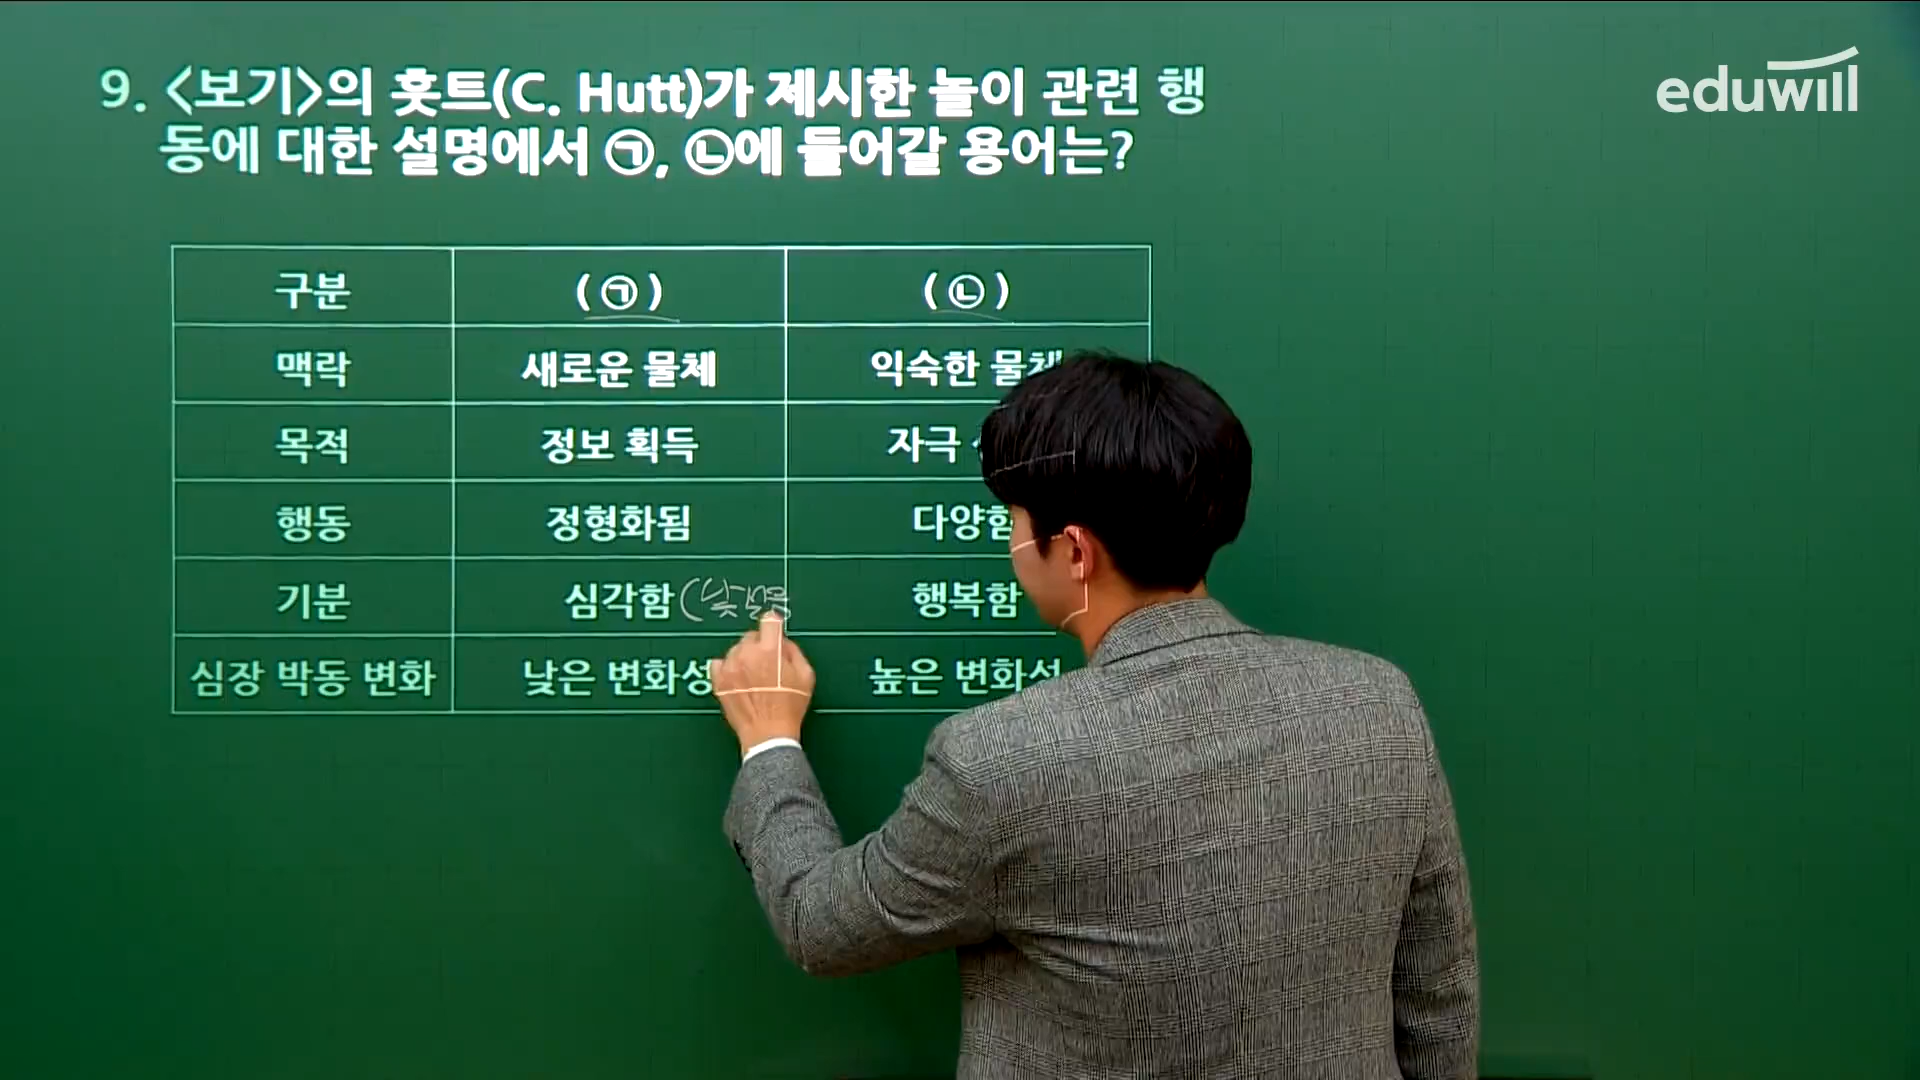 eduwill
9. <보기>의 훗트(C. Hutt)가 제시한 놀이 관련 행
동에 대한 설명에서 ㉠, ㉡에 들어갈 용어는?
구분 ( ㉠ ) ( ㉡ )
맥락 새로운 물체 익숙한 물체
목적 정보 획득 자극
행동 정형화됨 다양함
기분 심각함 행복함
심장 박동 변화 낮은 변화성 높은 변화성